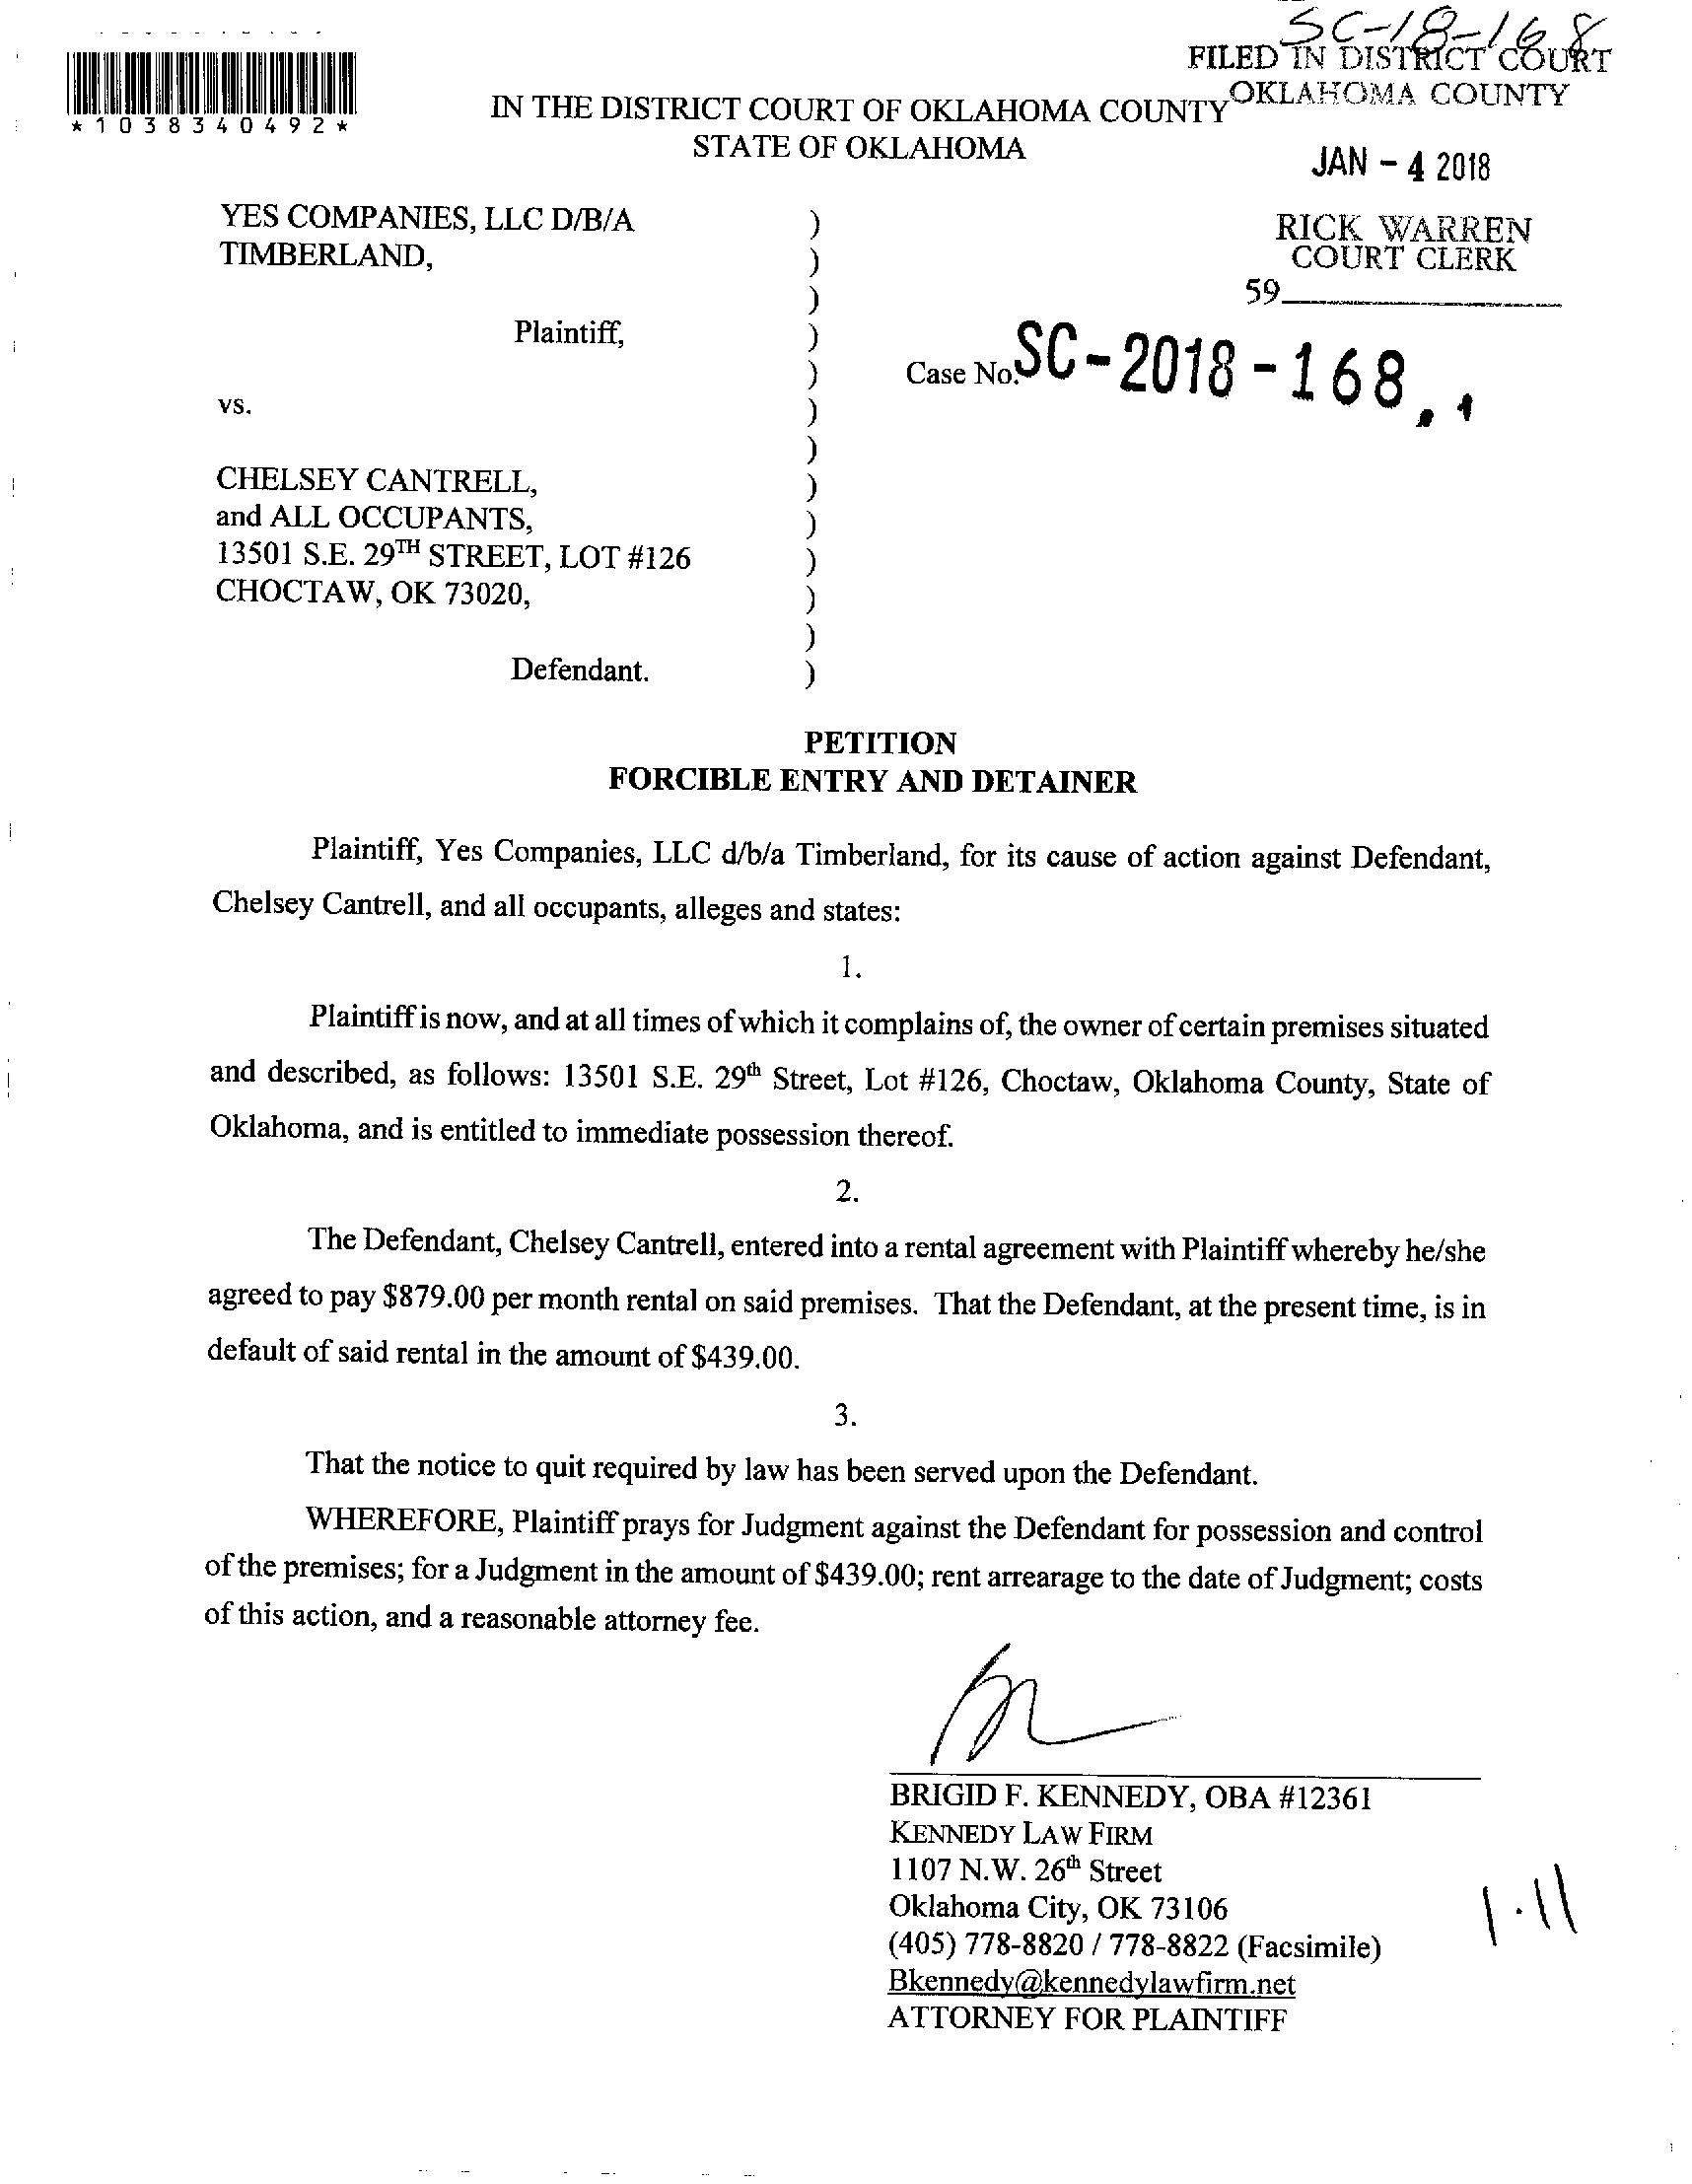 SC-18-168
FILED IN DISTRICT COURT
OKLAHOMA COUNTY
*1038340492*
IN THE DISTRICT COURT OF OKLAHOMA COUNTY
STATE OF OKLAHOMA
JAN - 4 2018
RICK WARREN
COURT CLERK
59
YES COMPANIES, LLC D/B/A )
TIMBERLAND, )
)
Plaintiff, )
) Case No. SC-2018-168
vs. )
)
CHELSEY CANTRELL, )
and ALL OCCUPANTS, )
13501 S.E. 29TH STREET, LOT #126 )
CHOCTAW, OK 73020, )
)
Defendant. )
PETITION
FORCIBLE ENTRY AND DETAINER
Plaintiff, Yes Companies, LLC d/b/a Timberland, for its cause of action against Defendant,
Chelsey Cantrell, and all occupants, alleges and states:
1.
Plaintiff is now, and at all times of which it complains of, the owner of certain premises situated
and described, as follows: 13501 S.E. 29th Street, Lot #126, Choctaw, Oklahoma County, State of
Oklahoma, and is entitled to immediate possession thereof.
2.
The Defendant, Chelsey Cantrell, entered into a rental agreement with Plaintiff whereby he/she
agreed to pay $879.00 per month rental on said premises. That the Defendant, at the present time, is in
default of said rental in the amount of $439.00.
3.
That the notice to quit required by law has been served upon the Defendant.
WHEREFORE, Plaintiff prays for Judgment against the Defendant for possession and control
of the premises; for a Judgment in the amount of $439.00; rent arrearage to the date of Judgment; costs
of this action, and a reasonable attorney fee.
BRIGID F. KENNEDY, OBA #12361
KENNEDY LAW FIRM
1107 N.W. 26th Street
Oklahoma City, OK 73106
(405) 778-8820 / 778-8822 (Facsimile)
Bkennedy@kennedylawfirm.net
ATTORNEY FOR PLAINTIFF
1.11